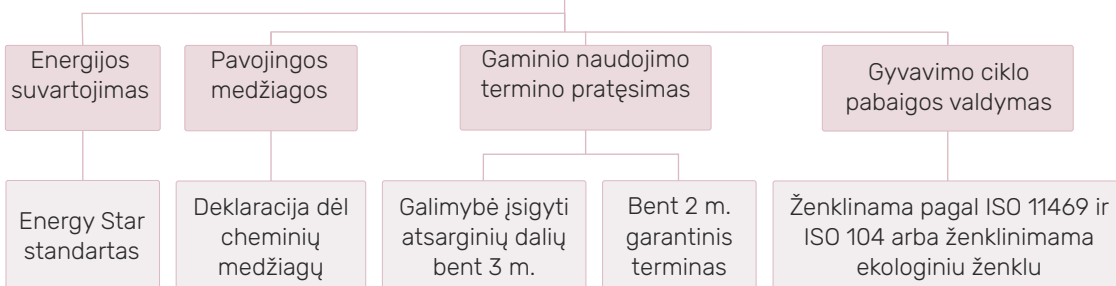 Energijos
suvartojimas
Pavojingos
medžiagos
Gaminio naudojimo
termino pratęsimas
Gyvavimo ciklo
pabaigos valdymas
Energy Star
standartas
Deklaracija dėl
cheminių
medžiagų
Galimybė įsigyti
atsarginių dalių
bent 3 m.
Bent 2 m.
garantinis
terminas
Ženklinama pagal ISO 11469 ir
ISO 104 arba ženklinimama
ekologiniu ženklu